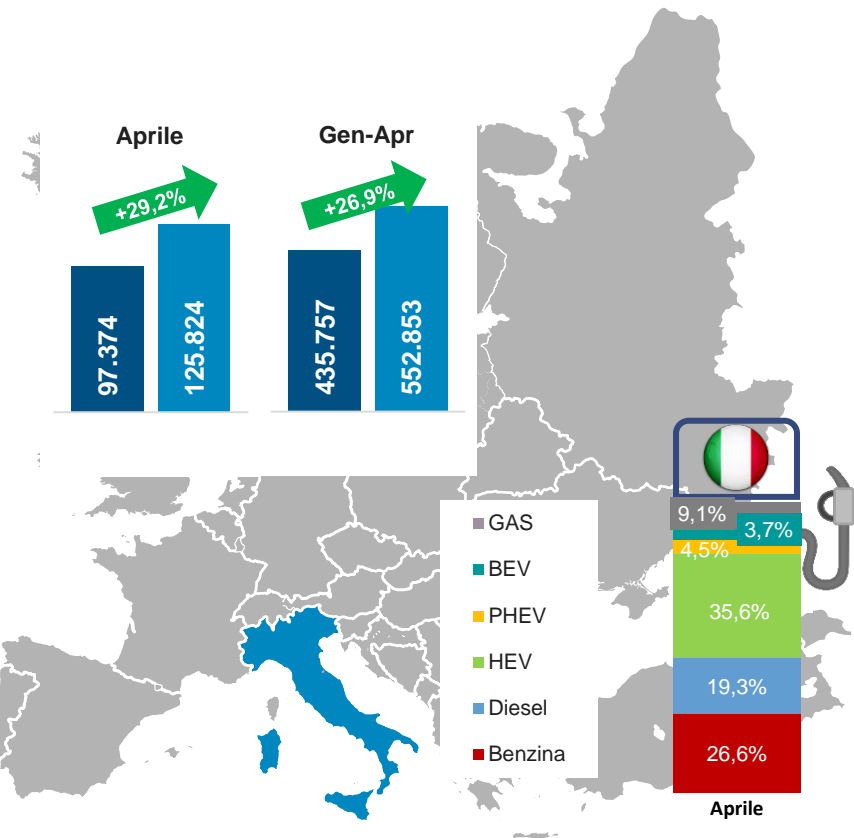 Aprile
Gen-Apr
+29,2%
+26,9%
97.374
125.824
435.757
552.853
GAS
BEV
PHEV
HEV
Diesel
Benzina
9,1%
3,7%
4,5%
35,6%
19,3%
26,6%
Aprile